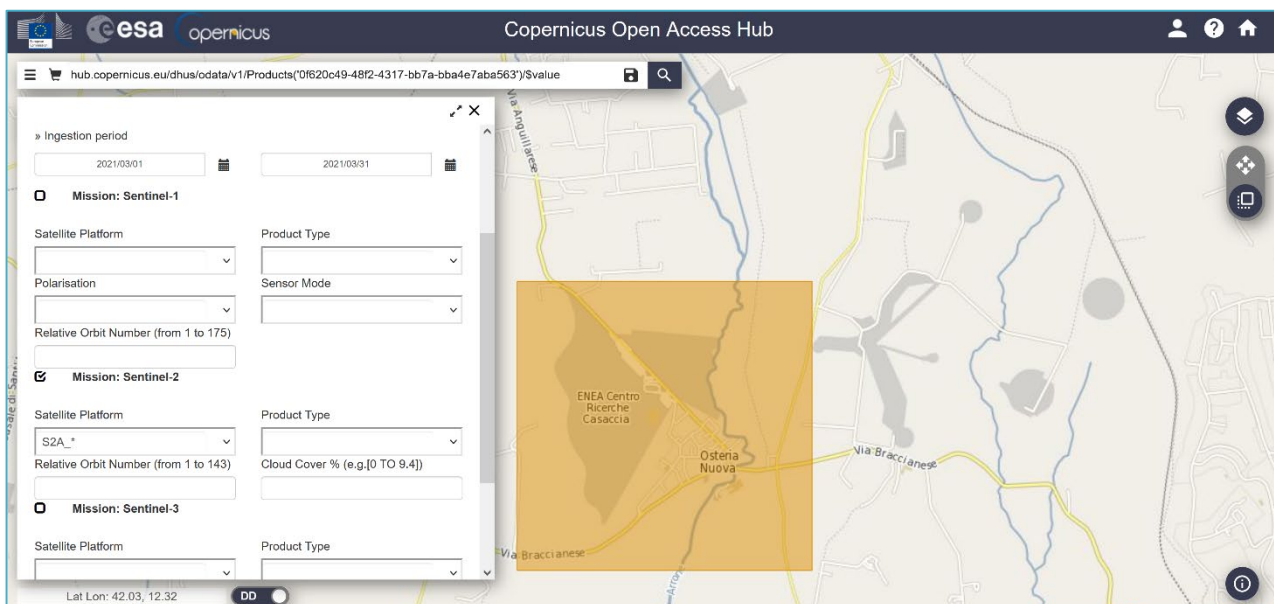 esa
opernicus
Copernicus Open Access Hub
hub.copernicus.eu/dhus/odata/v1/Products('0f620c49-48f2-4317-bb7a-bba4e7aba563')/$value
» Ingestion period
2021/03/01 2021/03/31
Mission: Sentinel-1
Satellite Platform Product Type
Polarisation Sensor Mode
Relative Orbit Number (from 1 to 175)
Mission: Sentinel-2
Satellite Platform Product Type
S2A_*
Relative Orbit Number (from 1 to 143) Cloud Cover % (e.g.[0 TO 9.4])
Mission: Sentinel-3
Satellite Platform Product Type
Lat Lon: 42.03, 12.32 DD
Via Anguillarese
ENEA Centro
Ricerche
Casaccia
Osteria
Nuova
Via Braccianese
Via Braccianese
Arrone